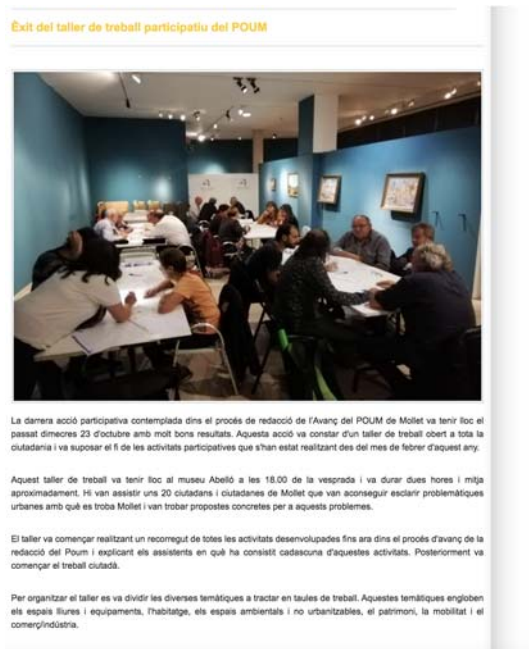 Èxit del taller de treball participatiu del POUM
La darrera acció participativa contemplada dins el procés de redacció de l'Avanç del POUM de Mollet va tenir lloc el
passat dimecres 23 d'octubre amb molt bons resultats. Aquesta acció va constar d'un taller de treball obert a tota la
ciutadania i va suposar el fi de les activitats participatives que s'han estat realitzant des del mes de febrer d'aquest any.
Aquest taller de treball va tenir lloc al museu Abelló a les 18.00 de la vesprada i va durar dues hores i mitja
aproximadament. Hi van assistir uns 20 ciutadans i ciutadanes de Mollet que van aconseguir esclarir problemàtiques
urbanes amb què es troba Mollet i van trobar propostes concretes per a aquests problemes.
El taller va començar realitzant un recorregut de totes les activitats desenvolupades fins ara dins el procés d'avanç de la
redacció del Poum i explicant els assistents en què ha consistit cadascuna d'aquestes activitats. Posteriorment va
començar el treball ciutadà.
Per organitzar el taller es va dividir les diverses temàtiques a tractar en taules de treball. Aquestes temàtiques engloben
els espais lliures i equipaments, l'habitatge, els espais ambientals i no urbanitzables, el patrimoni, la mobilitat i el
comerç/indústria.